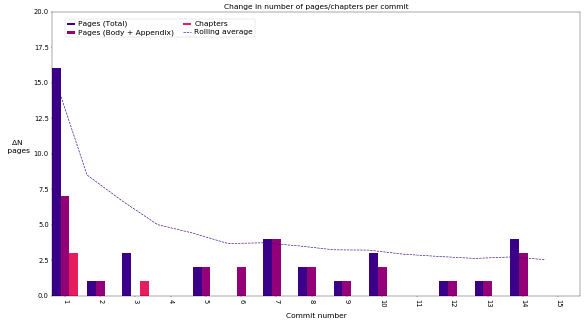 Change in number of pages/chapters per commit
20.0
17.5
15.0
12.5
10.0
7.5
5.0
2.5
0.0
ΔN
pages
Pages (Total)
Pages (Body + Appendix)
Chapters
Rolling average
1 2 3 4 5 6 7 8 9 10 11 12 13 14 15
Commit number